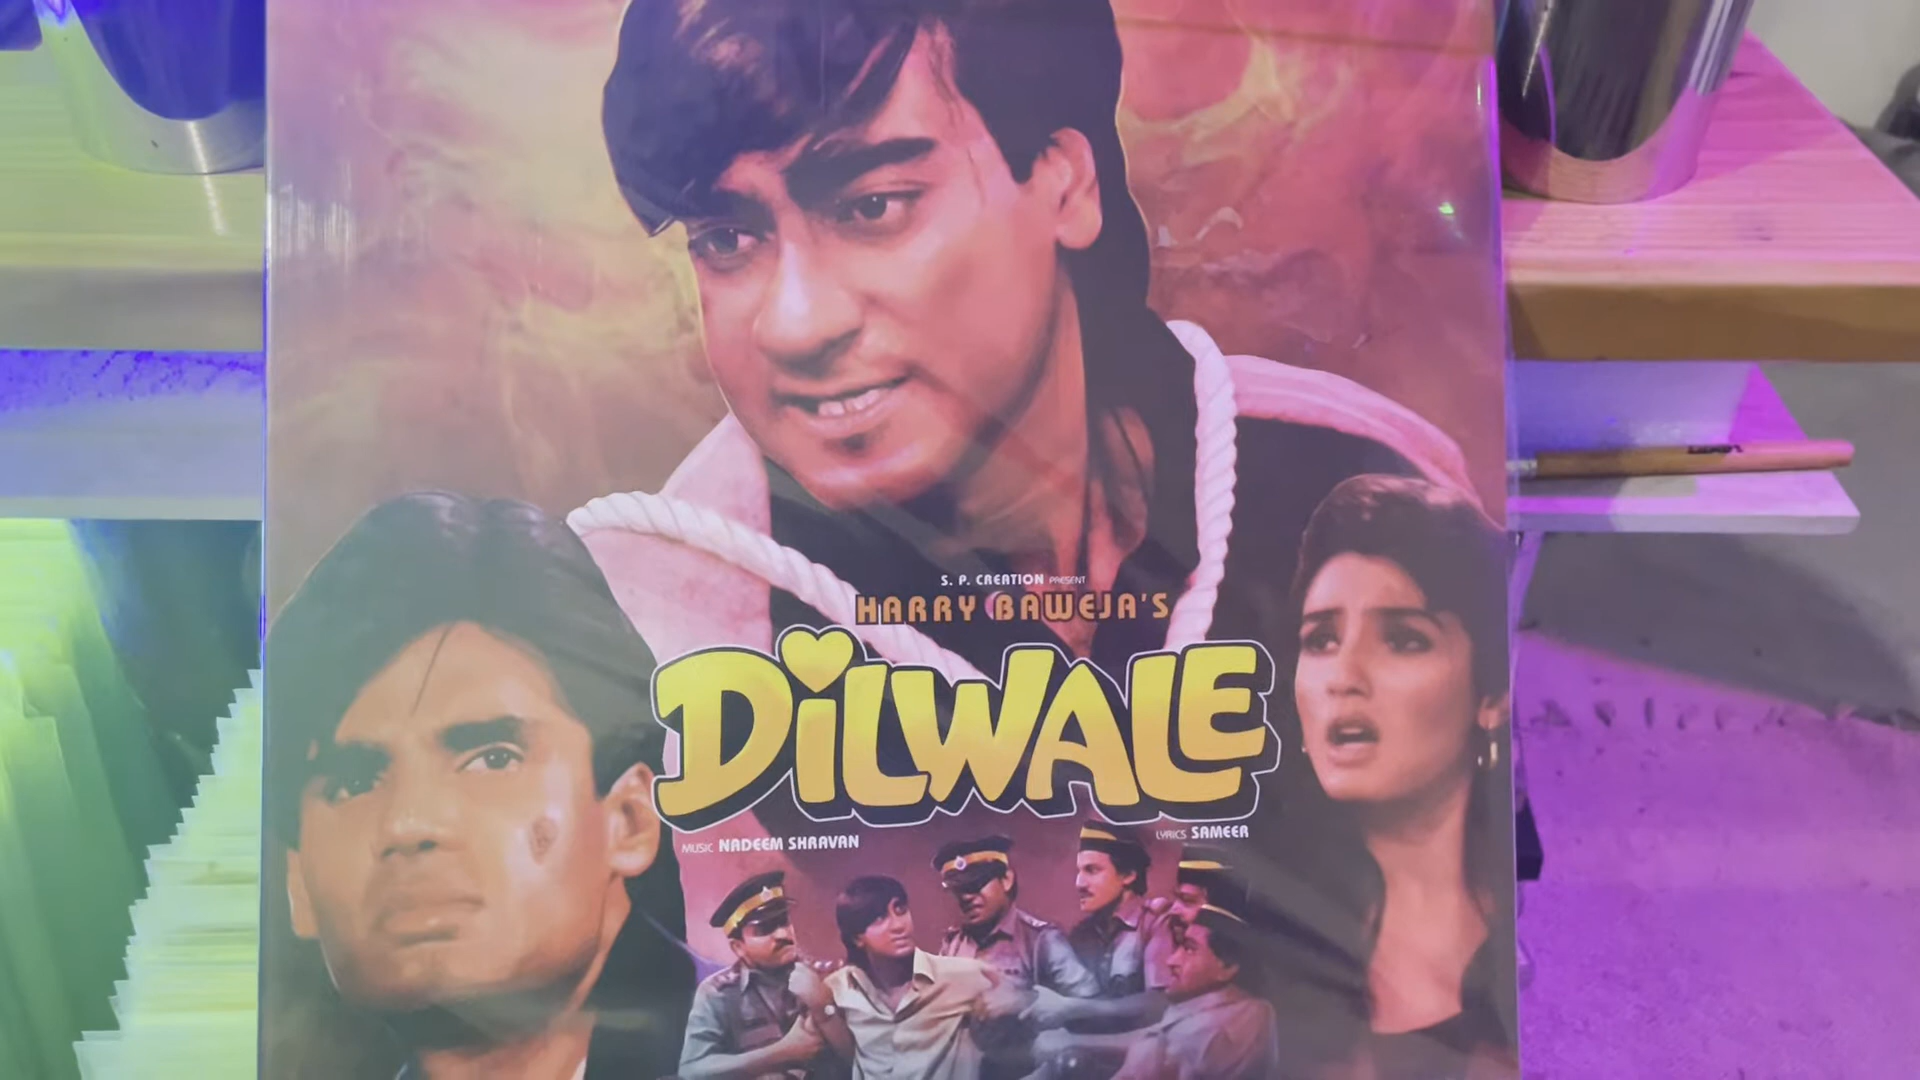 S. P. CREATION PRESENT
HARRY BAWEJA'S
DiLWALE
MUSIC NADEEM SHRAVAN
LYRICS SAMEER